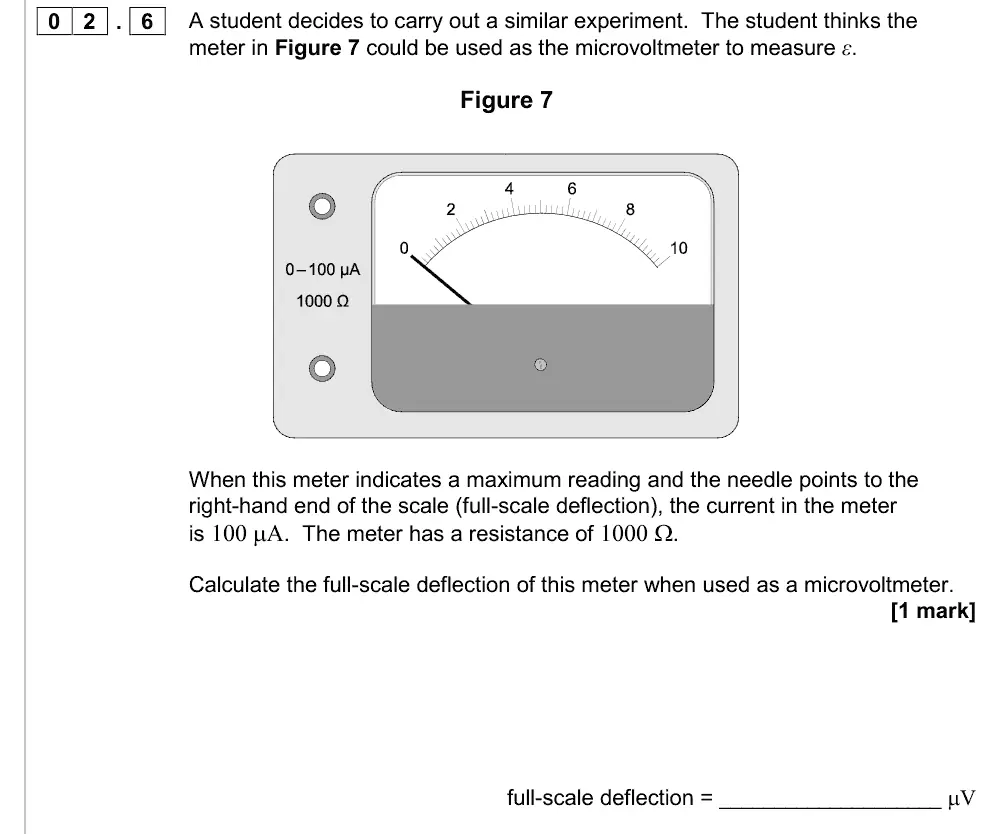 0 2 . 6 A student decides to carry out a similar experiment. The student thinks the
meter in Figure 7 could be used as the microvoltmeter to measure ε.
Figure 7
0 2 4 6 8 10
0–100 µA
1000 Ω
When this meter indicates a maximum reading and the needle points to the
right-hand end of the scale (full-scale deflection), the current in the meter
is 100 µA. The meter has a resistance of 1000 Ω.
Calculate the full-scale deflection of this meter when used as a microvoltmeter.
[1 mark]
full-scale deflection = ____________________ µV